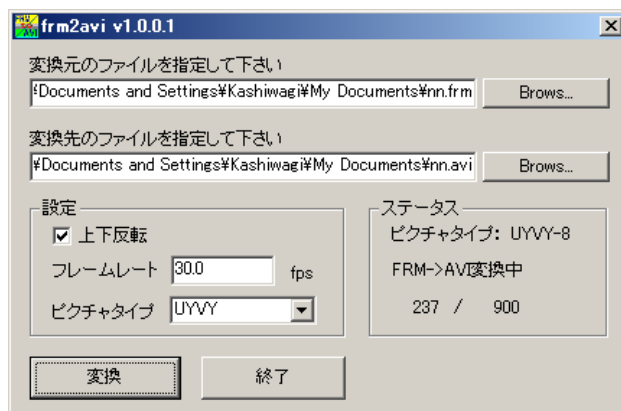 frm2avi v1.0.0.1
変換元のファイルを指定して下さい
Documents and Settings¥Kashiwagi¥My Documents¥nn.frm
Brows...
変換先のファイルを指定して下さい
¥Documents and Settings¥Kashiwagi¥My Documents¥nn.avi
Brows...
設定
上下反転
フレームレート 30.0 fps
ピクチャタイプ UYVY
ステータス
ピクチャタイプ: UYVY-8
FRM->AVI変換中
237 / 900
変換
終了